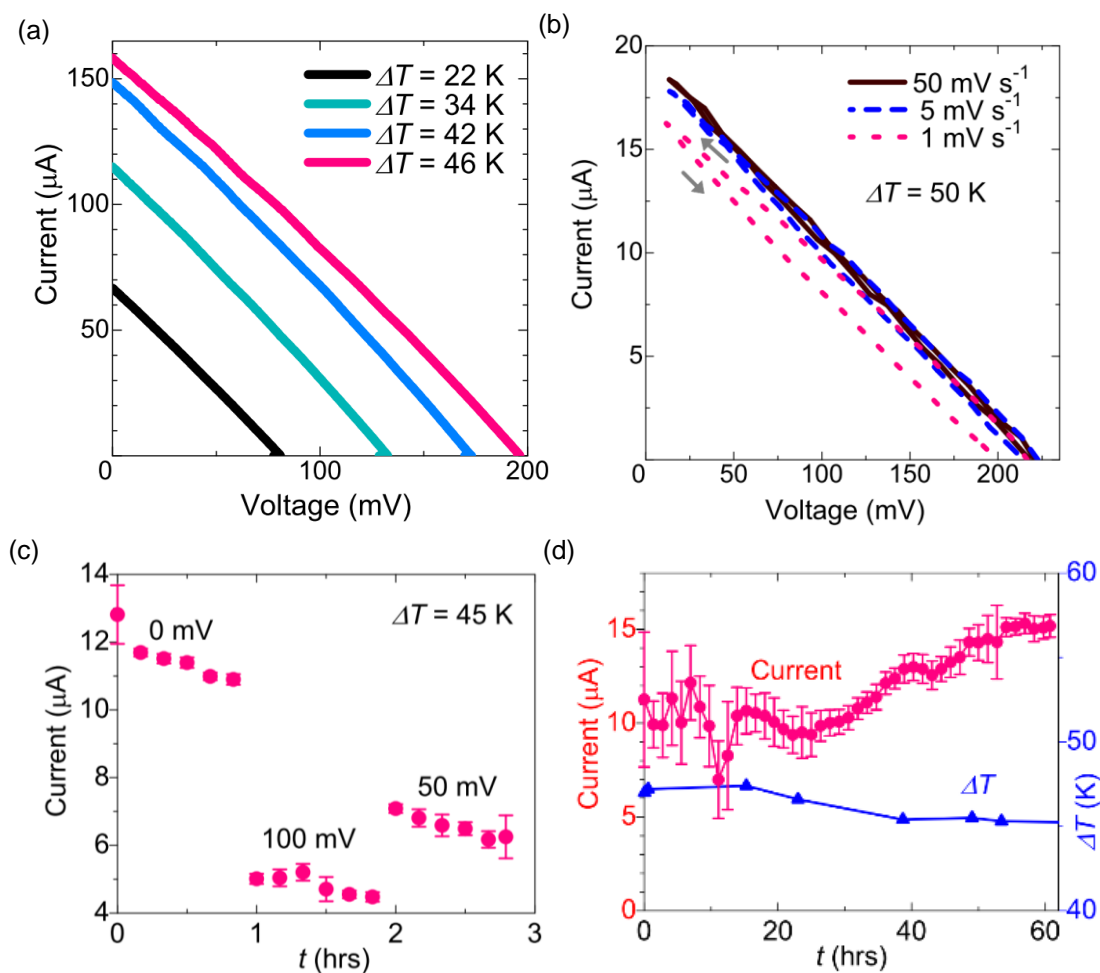 (a)
Current (μA)
150
100
50
0
100
200
Voltage (mV)
ΔT = 22 K
ΔT = 34 K
ΔT = 42 K
ΔT = 46 K
(b)
Current (μA)
20
15
10
5
0
50
100
150
200
Voltage (mV)
50 mV s⁻¹
5 mV s⁻¹
1 mV s⁻¹
ΔT = 50 K
(c)
Current (μA)
14
12
10
8
6
4
0
1
2
3
t (hrs)
0 mV
100 mV
50 mV
ΔT = 45 K
(d)
Current (μA)
15
10
5
0
0
20
40
60
t (hrs)
Current
ΔT
60
50
40
ΔT (K)